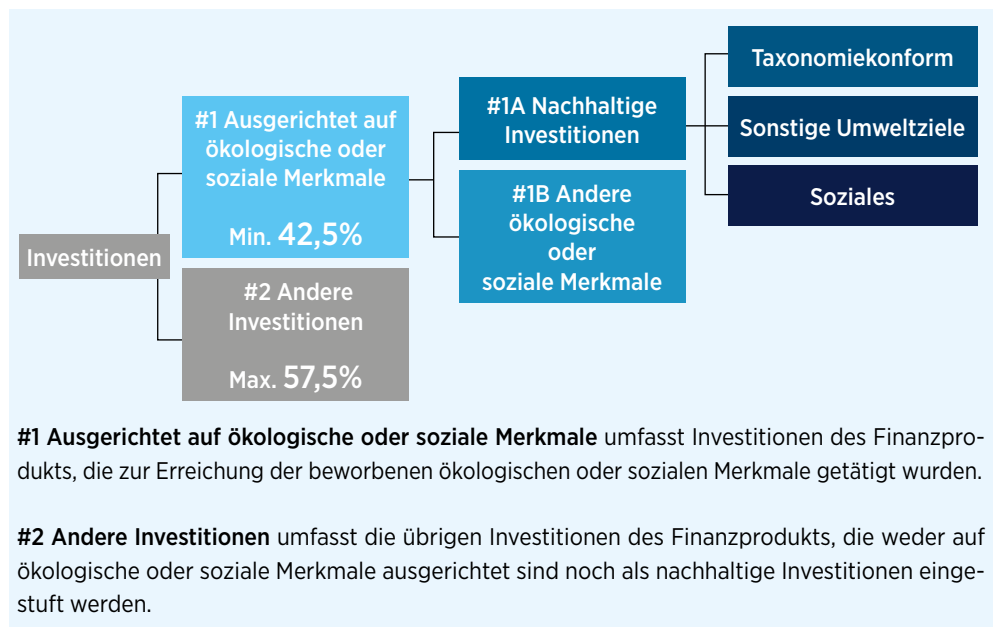 Investitionen
#1 Ausgerichtet auf
ökologische oder
soziale Merkmale
Min. 42,5%
#2 Andere
Investitionen
Max. 57,5%
#1A Nachhaltige
Investitionen
#1B Andere
ökologische
oder
soziale Merkmale
Taxonomiekonform
Sonstige Umweltziele
Soziales
#1 Ausgerichtet auf ökologische oder soziale Merkmale umfasst Investitionen des Finanzpro-
dukts, die zur Erreichung der beworbenen ökologischen oder sozialen Merkmale getätigt wurden.
#2 Andere Investitionen umfasst die übrigen Investitionen des Finanzprodukts, die weder auf
ökologische oder soziale Merkmale ausgerichtet sind noch als nachhaltige Investitionen einge-
stuft werden.